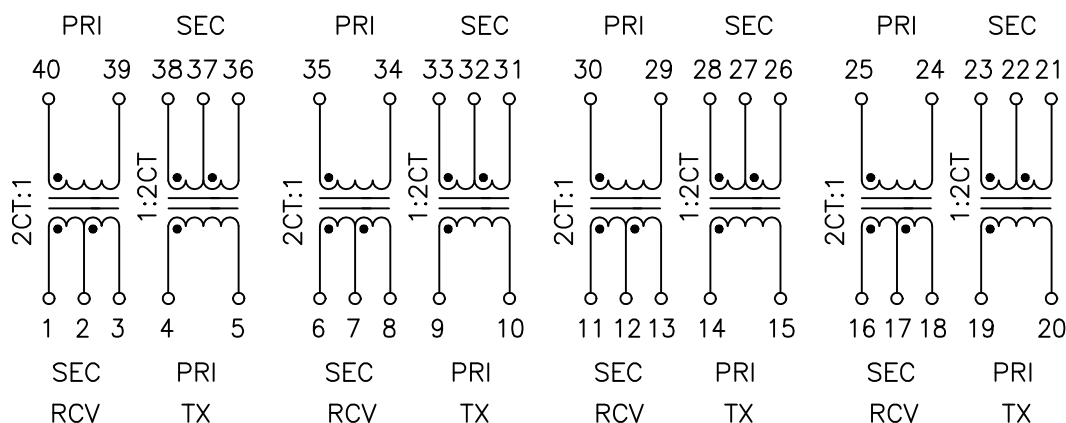 PRI SEC PRI SEC PRI SEC PRI SEC
40 39 38 37 36 35 34 33 32 31 30 29 28 27 26 25 24 23 22 21
2CT:1 1:2CT 2CT:1 1:2CT 2CT:1 1:2CT 2CT:1 1:2CT
1 2 3 4 5 6 7 8 9 10 11 12 13 14 15 16 17 18 19 20
SEC PRI SEC PRI SEC PRI SEC PRI
RCV TX RCV TX RCV TX RCV TX